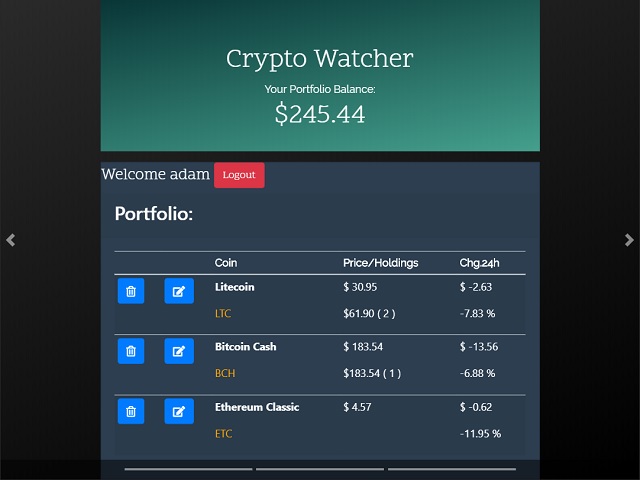 Crypto Watcher
Your Portfolio Balance:
$245.44
Welcome adam Logout
Portfolio:
Coin Price/Holdings Chg.24h
Litecoin $ 30.95 $ -2.63
LTC $61.90 ( 2 ) -7.83 %
Bitcoin Cash $ 183.54 $ -13.56
BCH $183.54 ( 1 ) -6.88 %
Ethereum Classic $ 4.57 $ -0.62
ETC -11.95 %